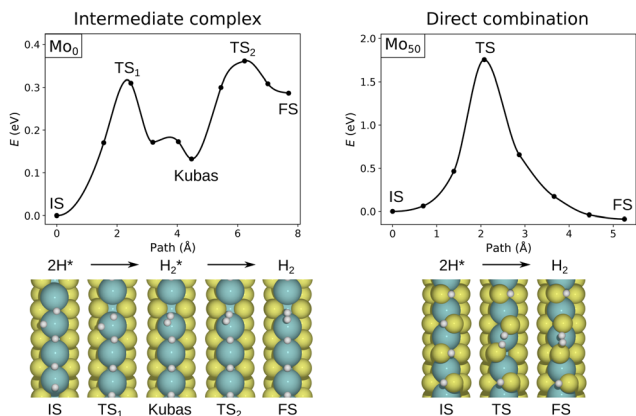 Intermediate complex
Mo₀
0.4
0.3
0.2
0.1
0.0
E (eV)
IS
TS₁
Kubas
TS₂
FS
0
2
4
6
8
Path (Å)
2H*
H₂*
H₂
IS
TS₁
Kubas
TS₂
FS
Direct combination
Mo₅₀
2.0
1.5
1.0
0.5
0.0
E (eV)
IS
TS
FS
0
1
2
3
4
5
Path (Å)
2H*
H₂
IS
TS
FS